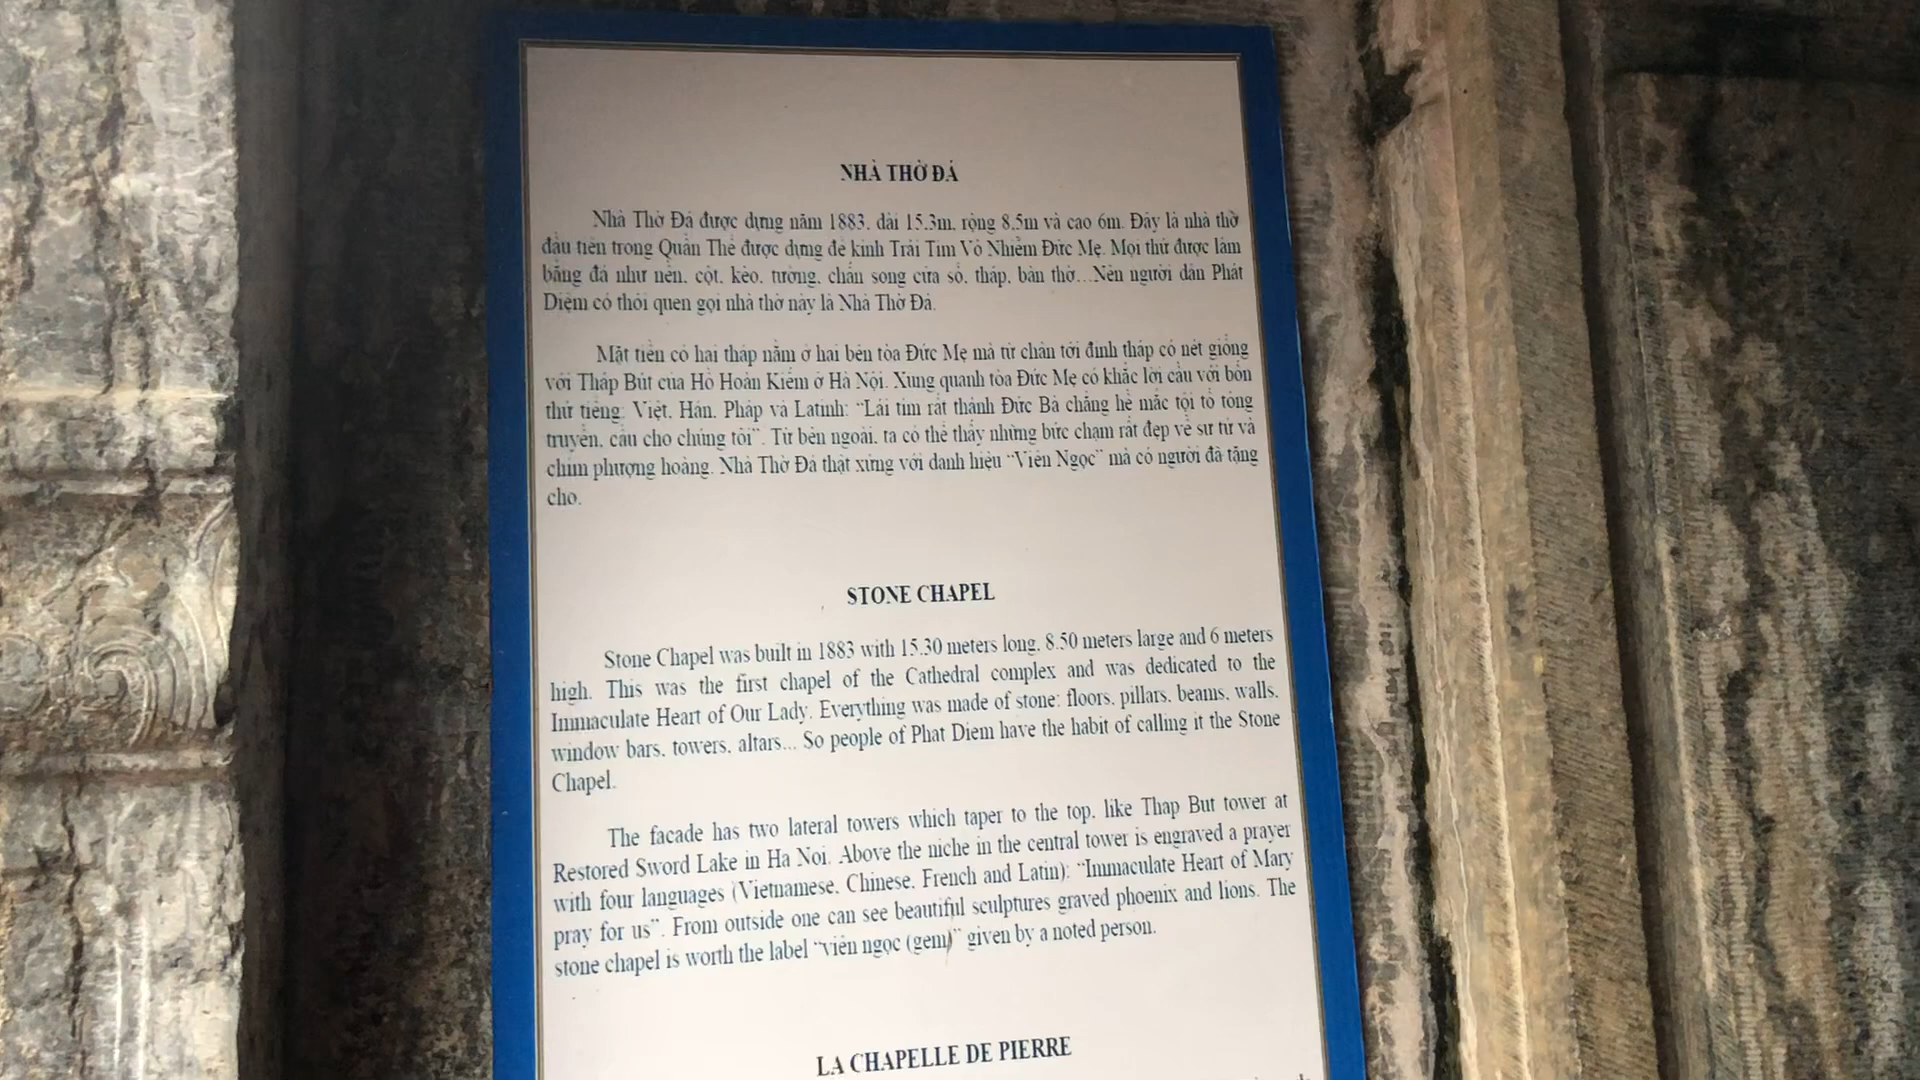 NHÀ THỜ ĐÁ
Nhà Thờ Đá được dựng năm 1883, dài 15.3m, rộng 8.5m và cao 6m. Đây là nhà thờ
đầu tiên trong Quần Thể được dựng để kính Trái Tim Vô Nhiễm Đức Mẹ. Mọi thứ được làm
bằng đá như nền, cột, kèo, tường, chấn song cửa sổ, tháp, bàn thờ...Nên người dân Phát
Diệm có thói quen gọi nhà thờ này là Nhà Thờ Đá.
Mặt tiền có hai tháp nằm ở hai bên tòa Đức Mẹ mà từ chân tới đỉnh tháp có nét giống
với Tháp Bút của Hồ Hoàn Kiếm ở Hà Nội. Xung quanh tòa Đức Mẹ có khắc lời cầu với bốn
thứ tiếng: Việt, Hán, Pháp và Latinh: "Lái tim rất thánh Đức Bà chẳng hề mắc tội tổ tông
truyền, cầu cho chúng tôi". Từ bên ngoài, ta có thể thấy những bức chạm rất đẹp về sư tử và
chim phượng hoàng. Nhà Thờ Đá thật xứng với danh hiệu "Viên Ngọc" mà có người đã tặng
cho.
STONE CHAPEL
Stone Chapel was built in 1883 with 15.30 meters long, 8.50 meters large and 6 meters
high. This was the first chapel of the Cathedral complex and was dedicated to the
Immaculate Heart of Our Lady. Everything was made of stone: floors, pillars, beams, walls,
window bars, towers, altars... So people of Phat Diem have the habit of calling it the Stone
Chapel.
The facade has two lateral towers which taper to the top, like Thap But tower at
Restored Sword Lake in Ha Noi. Above the niche in the central tower is engraved a prayer
with four languages (Vietnamese, Chinese, French and Latin): "Immaculate Heart of Mary
pray for us". From outside one can see beautiful sculptures graved phoenix and lions. The
stone chapel is worth the label "viên ngọc (gem)" given by a noted person.
LA CHAPELLE DE PIERRE